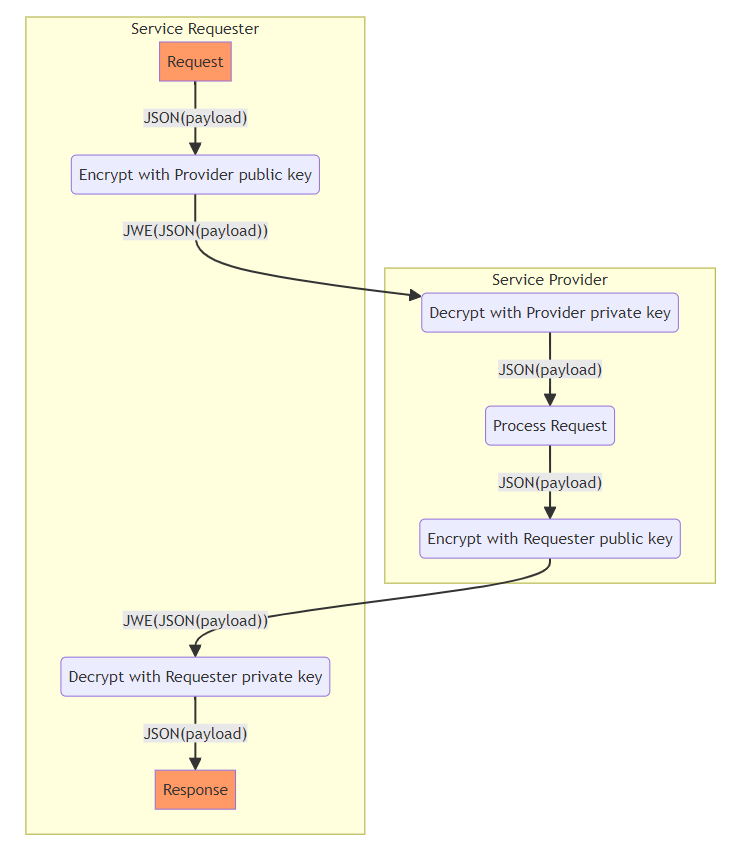 Service Requester
Request
JSON(payload)
Encrypt with Provider public key
JWE(JSON(payload))
Service Provider
Decrypt with Provider private key
JSON(payload)
Process Request
JSON(payload)
Encrypt with Requester public key
JWE(JSON(payload))
Decrypt with Requester private key
JSON(payload)
Response